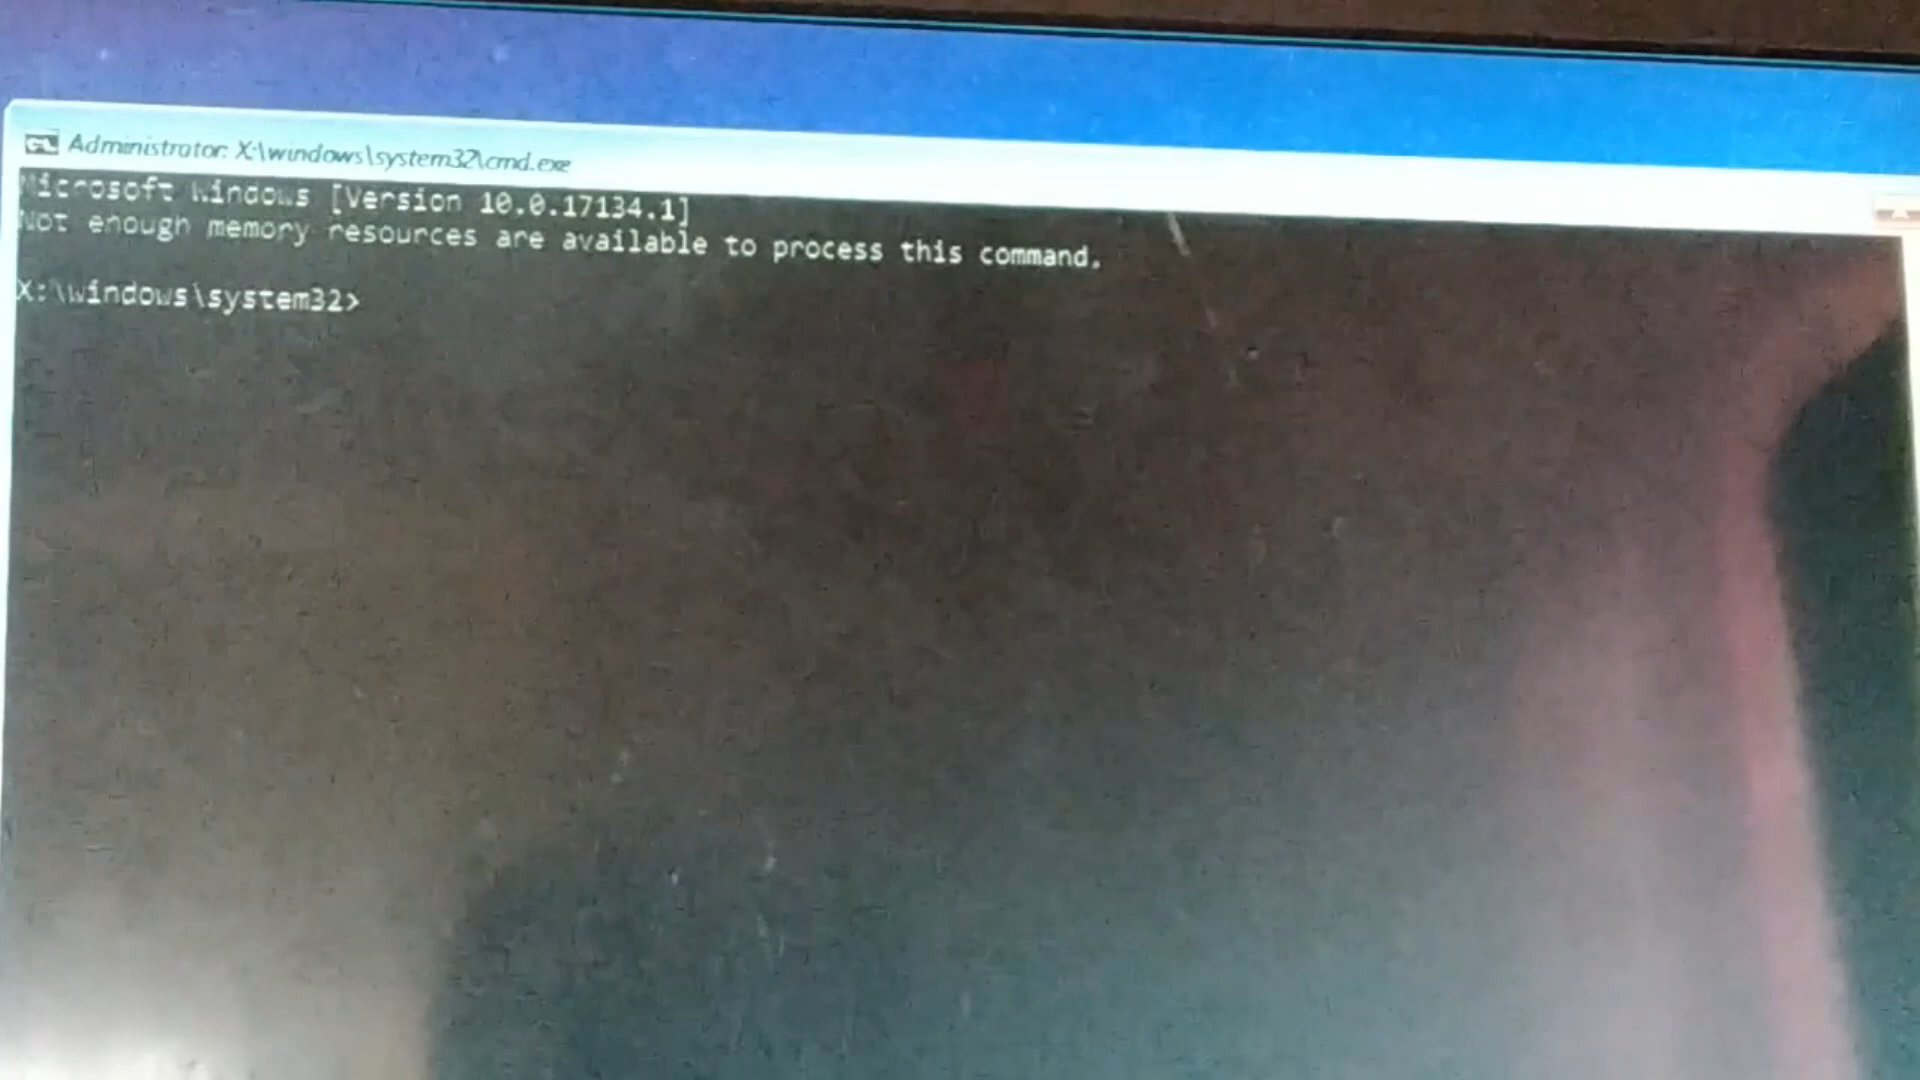 Administrator: X:\windows\system32\cmd.exe
Microsoft Windows [Version 10.0.17134.1]
Not enough memory resources are available to process this command.
X:\windows\system32>